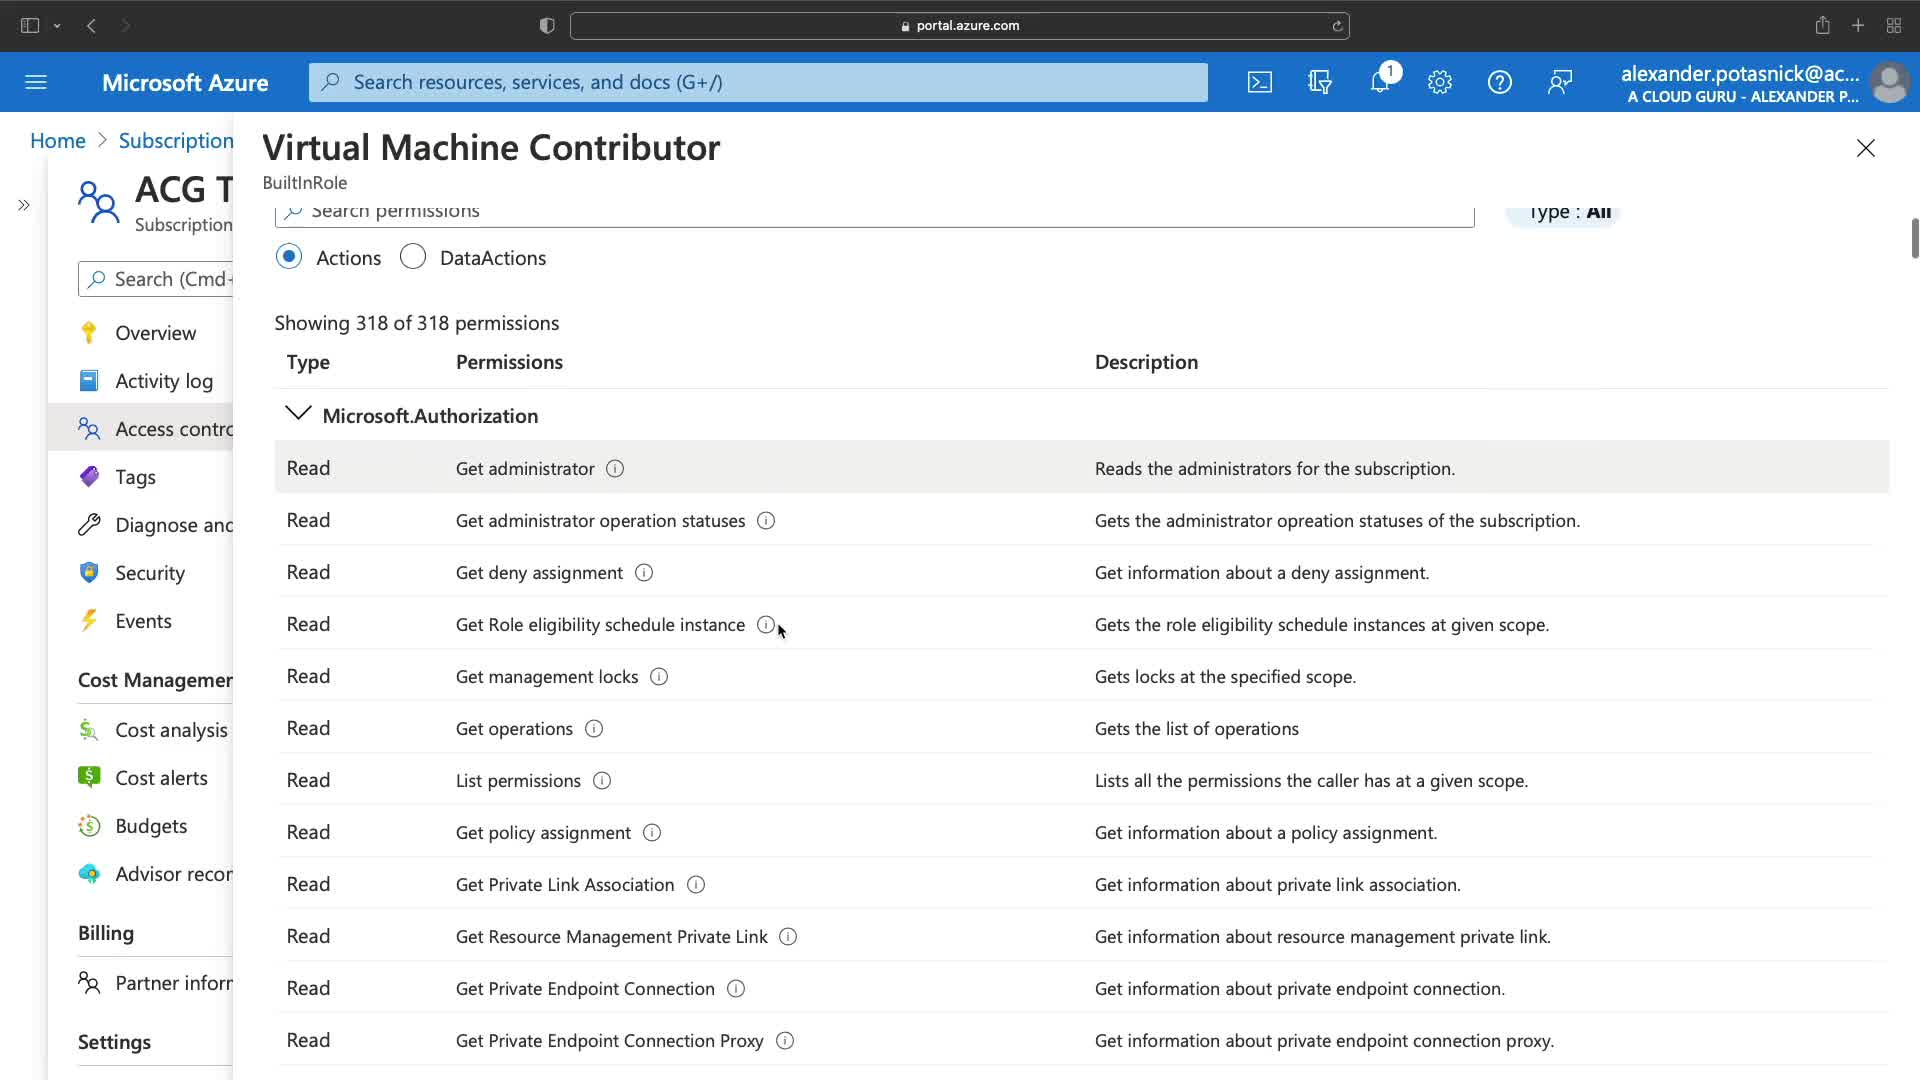 portal.azure.com
Microsoft Azure
Search resources, services, and docs (G+/)
1
alexander.potasnick@ac...
A CLOUD GURU - ALEXANDER P...
Home > Subscription
ACG T
Subscription
Search (Cmd+
Overview
Activity log
Access contro
Tags
Diagnose and
Security
Events
Cost Managemen
Cost analysis
Cost alerts
Budgets
Advisor recor
Billing
Partner inforr
Settings
Virtual Machine Contributor
BuiltInRole
Search permissions
Type : All
Actions DataActions
Showing 318 of 318 permissions
Type Permissions Description
Microsoft.Authorization
Read Get administrator Reads the administrators for the subscription.
Read Get administrator operation statuses Gets the administrator opreation statuses of the subscription.
Read Get deny assignment Get information about a deny assignment.
Read Get Role eligibility schedule instance Gets the role eligibility schedule instances at given scope.
Read Get management locks Gets locks at the specified scope.
Read Get operations Gets the list of operations
Read List permissions Lists all the permissions the caller has at a given scope.
Read Get policy assignment Get information about a policy assignment.
Read Get Private Link Association Get information about private link association.
Read Get Resource Management Private Link Get information about resource management private link.
Read Get Private Endpoint Connection Get information about private endpoint connection.
Read Get Private Endpoint Connection Proxy Get information about private endpoint connection proxy.